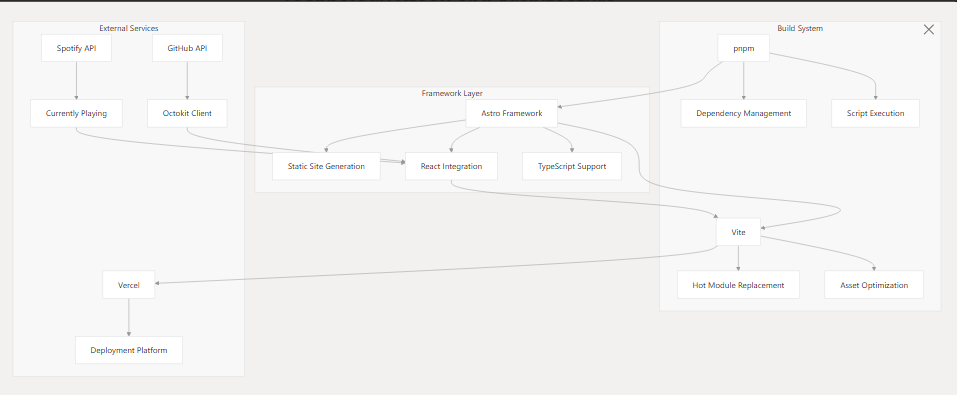 External Services
Spotify API
GitHub API
Currently Playing
Octokit Client
Vercel
Deployment Platform
Framework Layer
Astro Framework
Static Site Generation
React Integration
TypeScript Support
Build System
pnpm
Dependency Management
Script Execution
Vite
Hot Module Replacement
Asset Optimization